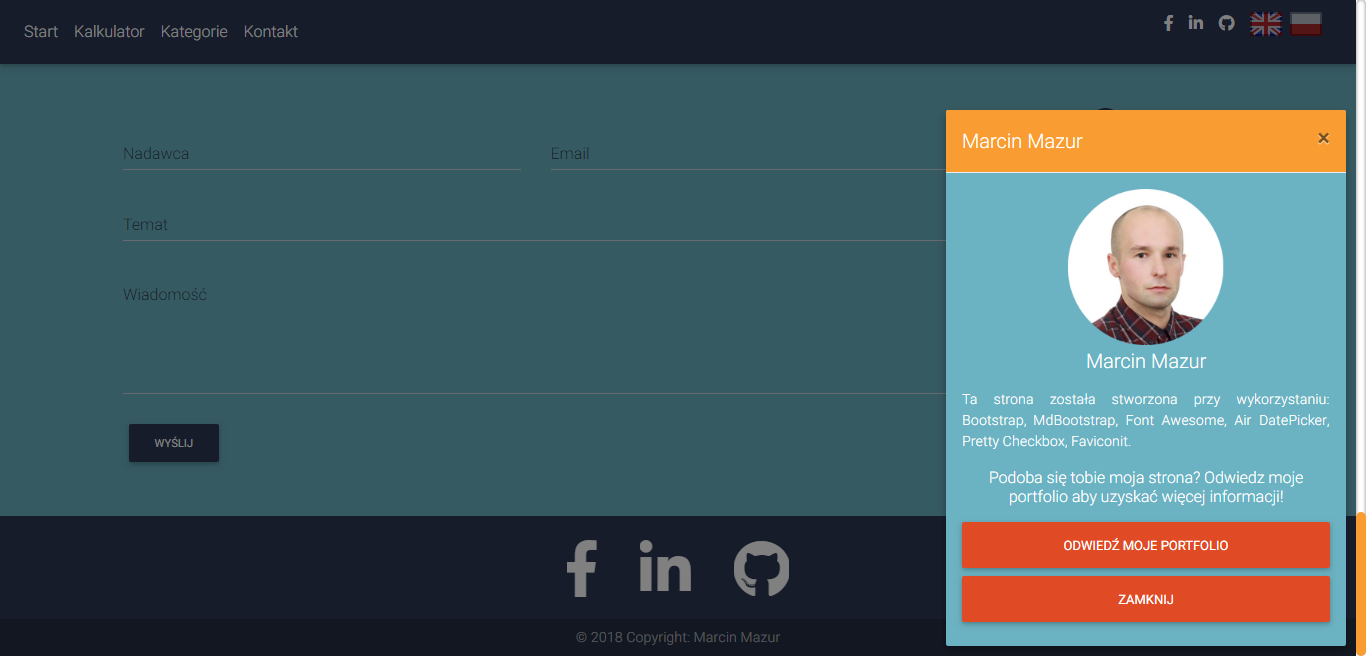 Start Kalkulator Kategorie Kontakt
Marcin Mazur ×
Nadawca Email
Temat
Wiadomość
WYŚLIJ
Marcin Mazur
Ta strona została stworzona przy wykorzystaniu:
Bootstrap, MdBootstrap, Font Awesome, Air DatePicker,
Pretty Checkbox, Faviconit.
Podoba się tobie moja strona? Odwiedz moje
portfolio aby uzyskać więcej informacji!
ODWIEDŹ MOJE PORTFOLIO
ZAMKNIJ
© 2018 Copyright: Marcin Mazur